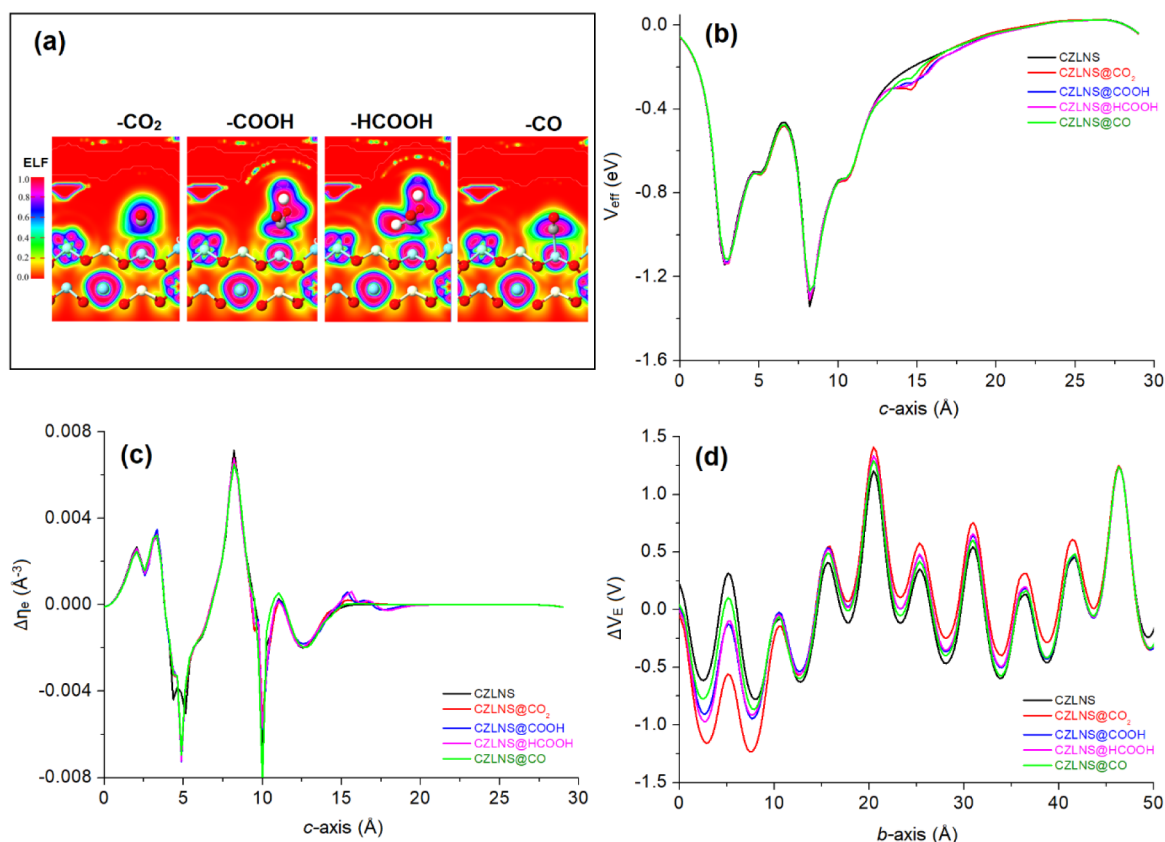 (a)
-CO₂ -COOH -HCOOH -CO
ELF
1.0
0.8
0.6
0.4
0.2
0.0
(b)
0.0
-0.4
-0.8
-1.2
-1.6
V_eff (eV)
CZLNS
CZLNS@CO₂
CZLNS@COOH
CZLNS@HCOOH
CZLNS@CO
0 5 10 15 20 25 30
c-axis (Å)
(c)
0.008
0.004
0.000
-0.004
-0.008
Δη_e (Å⁻³)
CZLNS
CZLNS@CO₂
CZLNS@COOH
CZLNS@HCOOH
CZLNS@CO
0 5 10 15 20 25 30
c-axis (Å)
(d)
1.5
1.0
0.5
0.0
-0.5
-1.0
-1.5
ΔV_E (V)
CZLNS
CZLNS@CO₂
CZLNS@COOH
CZLNS@HCOOH
CZLNS@CO
0 10 20 30 40 50
b-axis (Å)